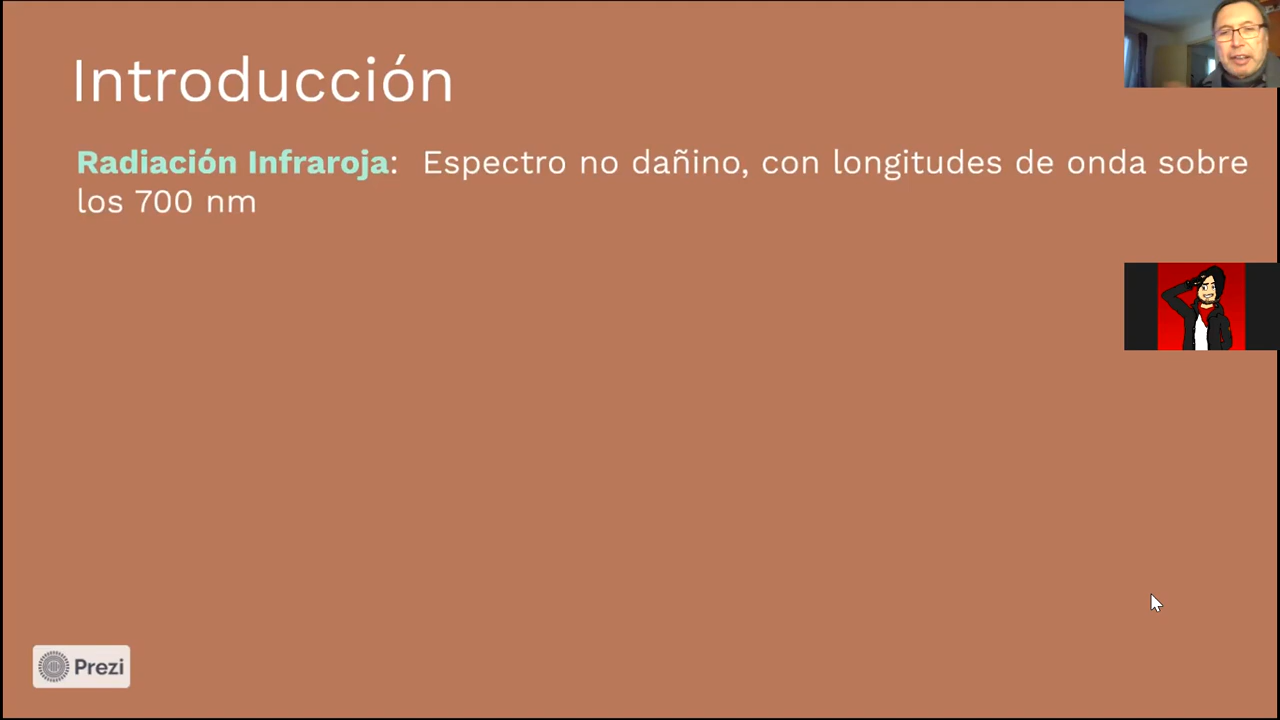 Introducción
Radiación Infraroja: Espectro no dañino, con longitudes de onda sobre
los 700 nm
Prezi